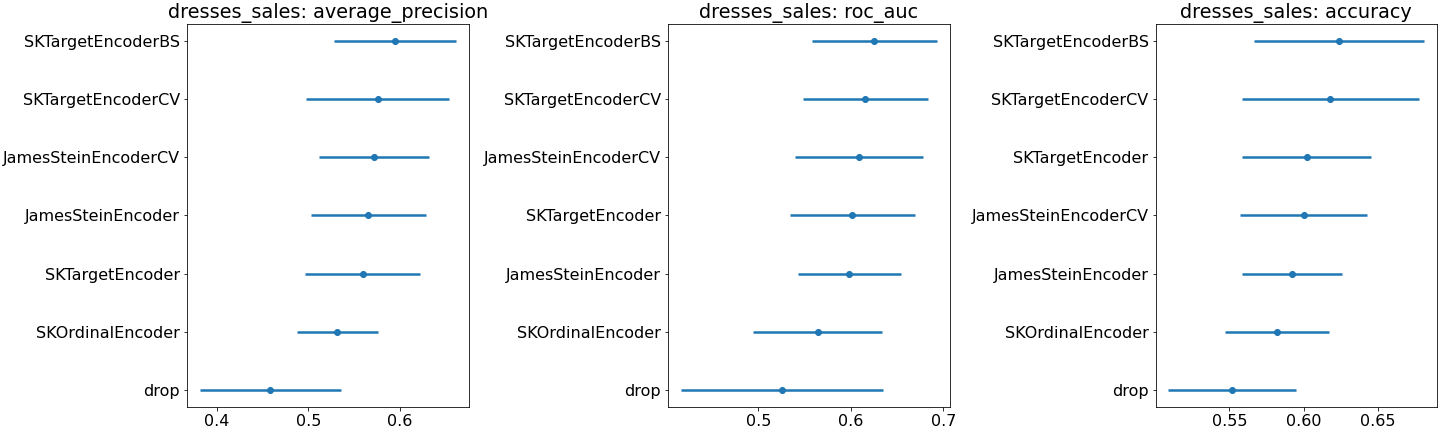 dresses_sales: average_precision
SKTargetEncoderBS
SKTargetEncoderCV
JamesSteinEncoderCV
JamesSteinEncoder
SKTargetEncoder
SKOrdinalEncoder
drop
0.4 0.5 0.6
dresses_sales: roc_auc
SKTargetEncoderBS
SKTargetEncoderCV
JamesSteinEncoderCV
SKTargetEncoder
JamesSteinEncoder
SKOrdinalEncoder
drop
0.5 0.6 0.7
dresses_sales: accuracy
SKTargetEncoderBS
SKTargetEncoderCV
SKTargetEncoder
JamesSteinEncoderCV
JamesSteinEncoder
SKOrdinalEncoder
drop
0.55 0.60 0.65